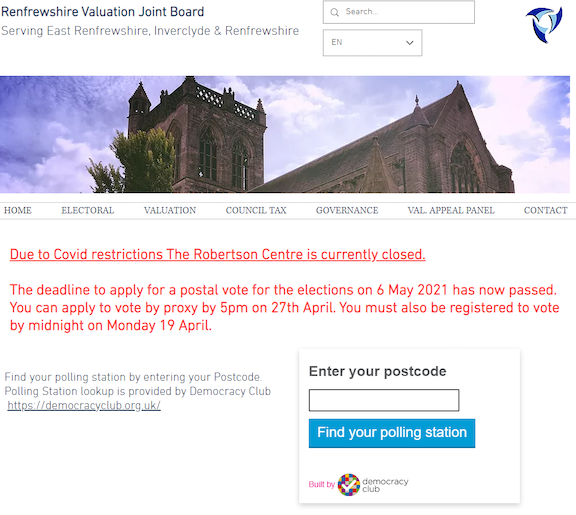 Renfrewshire Valuation Joint Board
Serving East Renfrewshire, Inverclyde & Renfrewshire
Search...
EN
HOME ELECTORAL VALUATION COUNCIL TAX GOVERNANCE VAL. APPEAL PANEL CONTACT
Due to Covid restrictions The Robertson Centre is currently closed.
The deadline to apply for a postal vote for the elections on 6 May 2021 has now passed.
You can apply to vote by proxy by 5pm on 27th April. You must also be registered to vote
by midnight on Monday 19 April.
Find your polling station by entering your Postcode.
Polling Station lookup is provided by Democracy Club
https://democracyclub.org.uk/
Enter your postcode
Find your polling station
Built by democracy
club